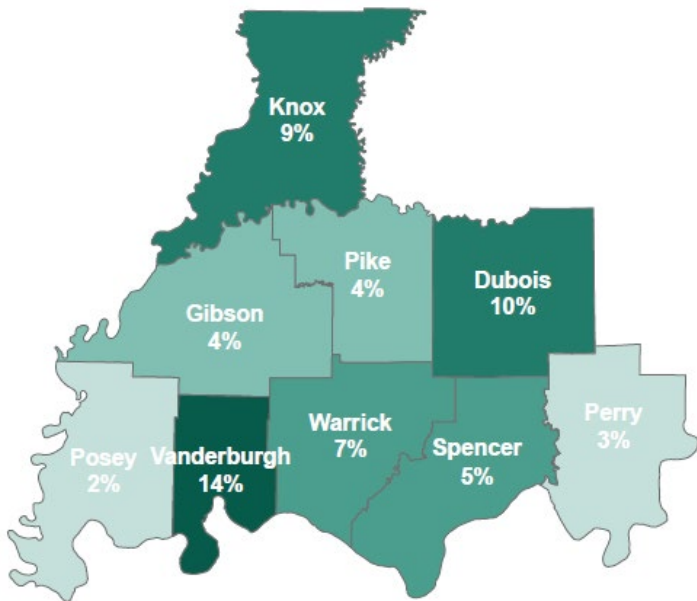 Knox
9%
Pike
4%
Dubois
10%
Gibson
4%
Perry
3%
Warrick
7%
Spencer
5%
Posey
2%
Vanderburgh
14%